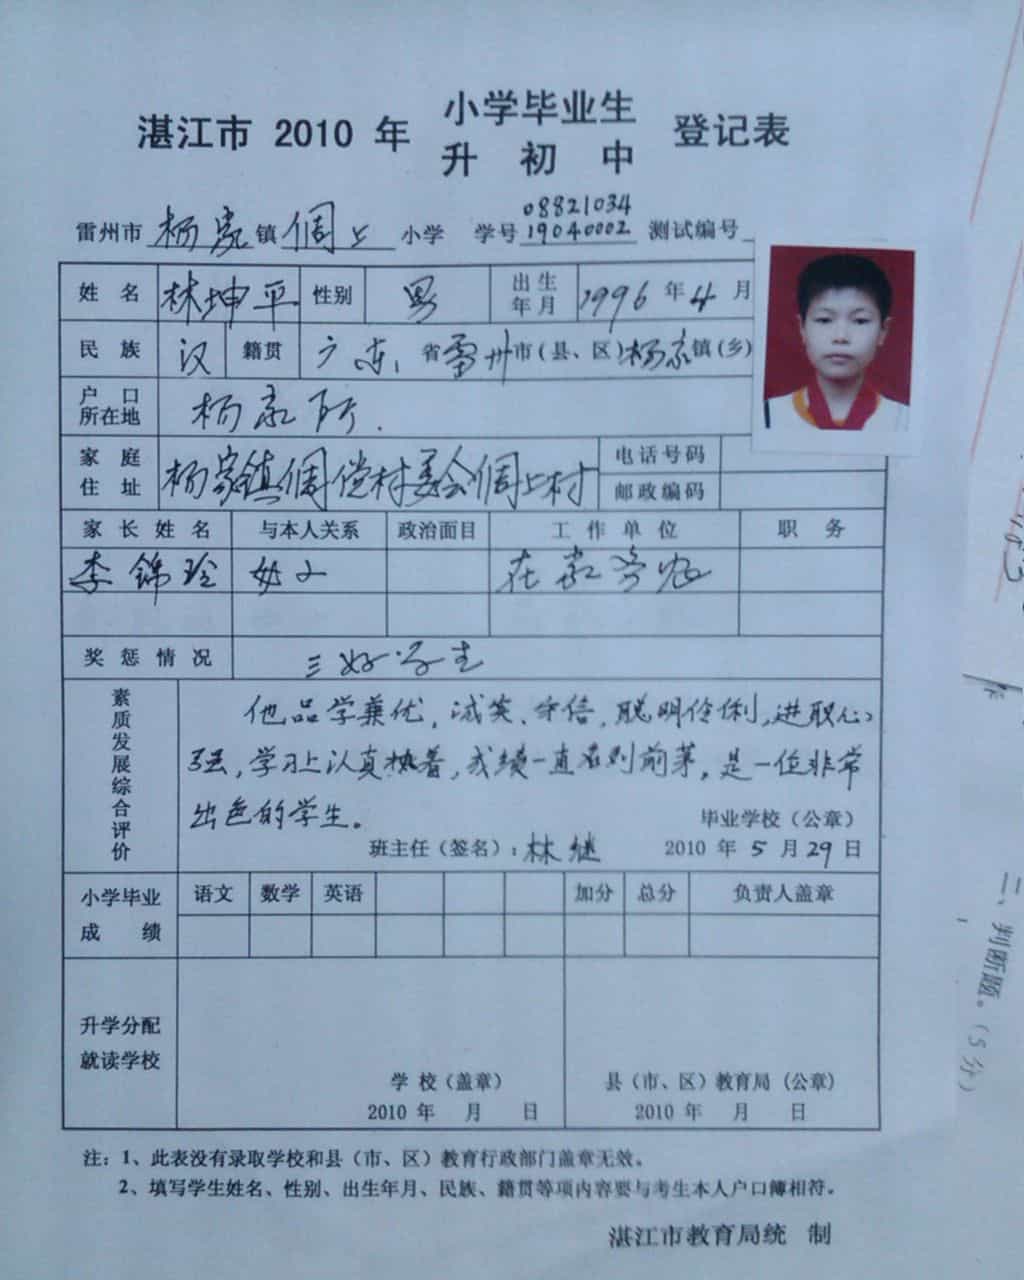 湛江市 2010 年 小学毕业生 登记表
升 初 中
08821034
雷州市 杨家 镇 倜上 小学 学号 19040002 测试编号
姓 名 林坤平 性别 男 出生年月 1996 年 4 月
民 族 汉 籍贯 广东 省 雷州 市(县、区) 杨家 镇(乡)
户 口 所在地 杨家所.
家 庭 住 址 杨家镇倜偿村委会倜上村 电话号码
邮政编码
家 长 姓 名 与本人关系 政治面目 工 作 单 位 职 务
李锦玲 母子 在家务农
奖 惩 情 况 三好学生
素质发展综合评价
他品学兼优,诚实、守信,聪明伶俐,进取心
强,学习上认真执着,成绩一直名列前茅,是一位非常
出色的学生。
毕业学校(公章)
班主任(签名): 林继 2010 年 5 月 29 日
小学毕业 语文 数学 英语 加分 总分 负责人盖章
成 绩
升学分配
就读学校
学 校(盖章) 县(市、区)教育局(公章)
2010 年 月 日 2010 年 月 日
注: 1、此表没有录取学校和县(市、区)教育行政部门盖章无效。
2、填写学生姓名、性别、出生年月、民族、籍贯等项内容要与考生本人户口簿相符。
湛江市教育局统 制
二、判断题。(5分)